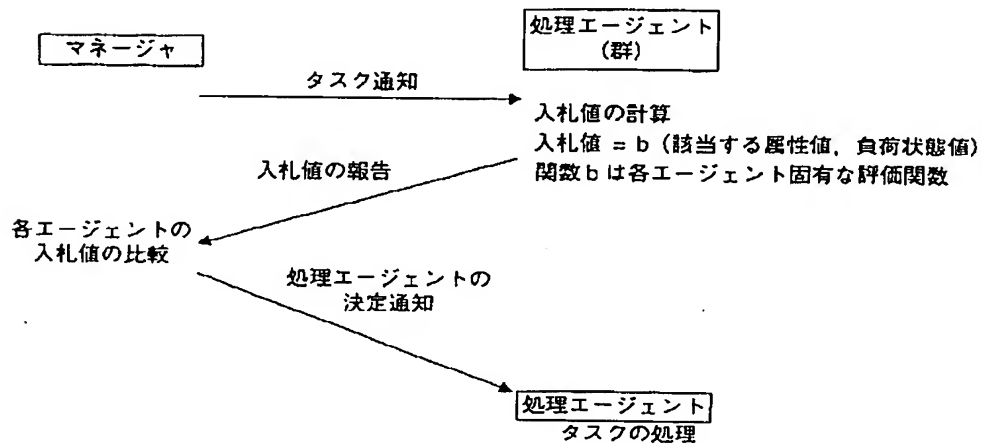 マネージャ
処理エージェント
(群)
タスク通知
入札値の計算
入札値 = b (該当する属性値, 負荷状態値)
関数bは各エージェント固有な評価関数
入札値の報告
各エージェントの
入札値の比較
処理エージェントの
決定通知
処理エージェント
タスクの処理